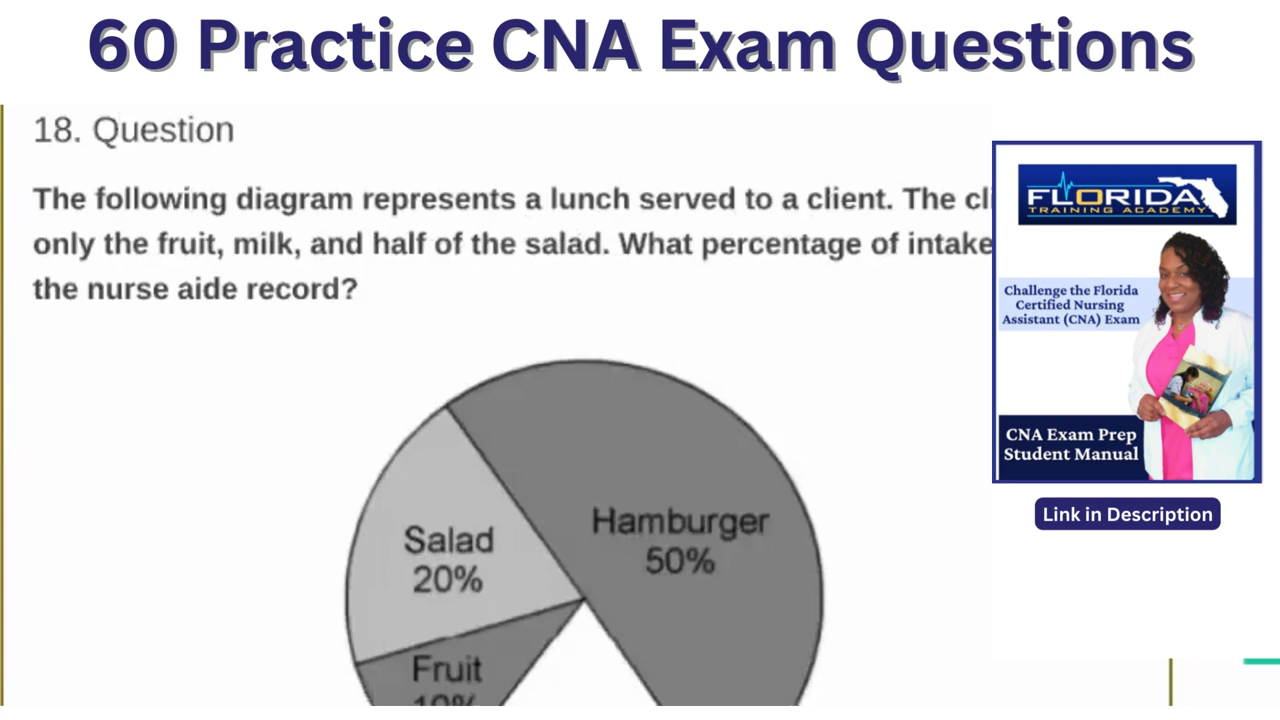 60 Practice CNA Exam Questions
18. Question
The following diagram represents a lunch served to a client. The cli
only the fruit, milk, and half of the salad. What percentage of intake
the nurse aide record?
Hamburger
50%
Salad
20%
Fruit
10%
FLORIDA
TRAINING ACADEMY
Challenge the Florida
Certified Nursing
Assistant (CNA) Exam
CNA Exam Prep
Student Manual
Link in Description